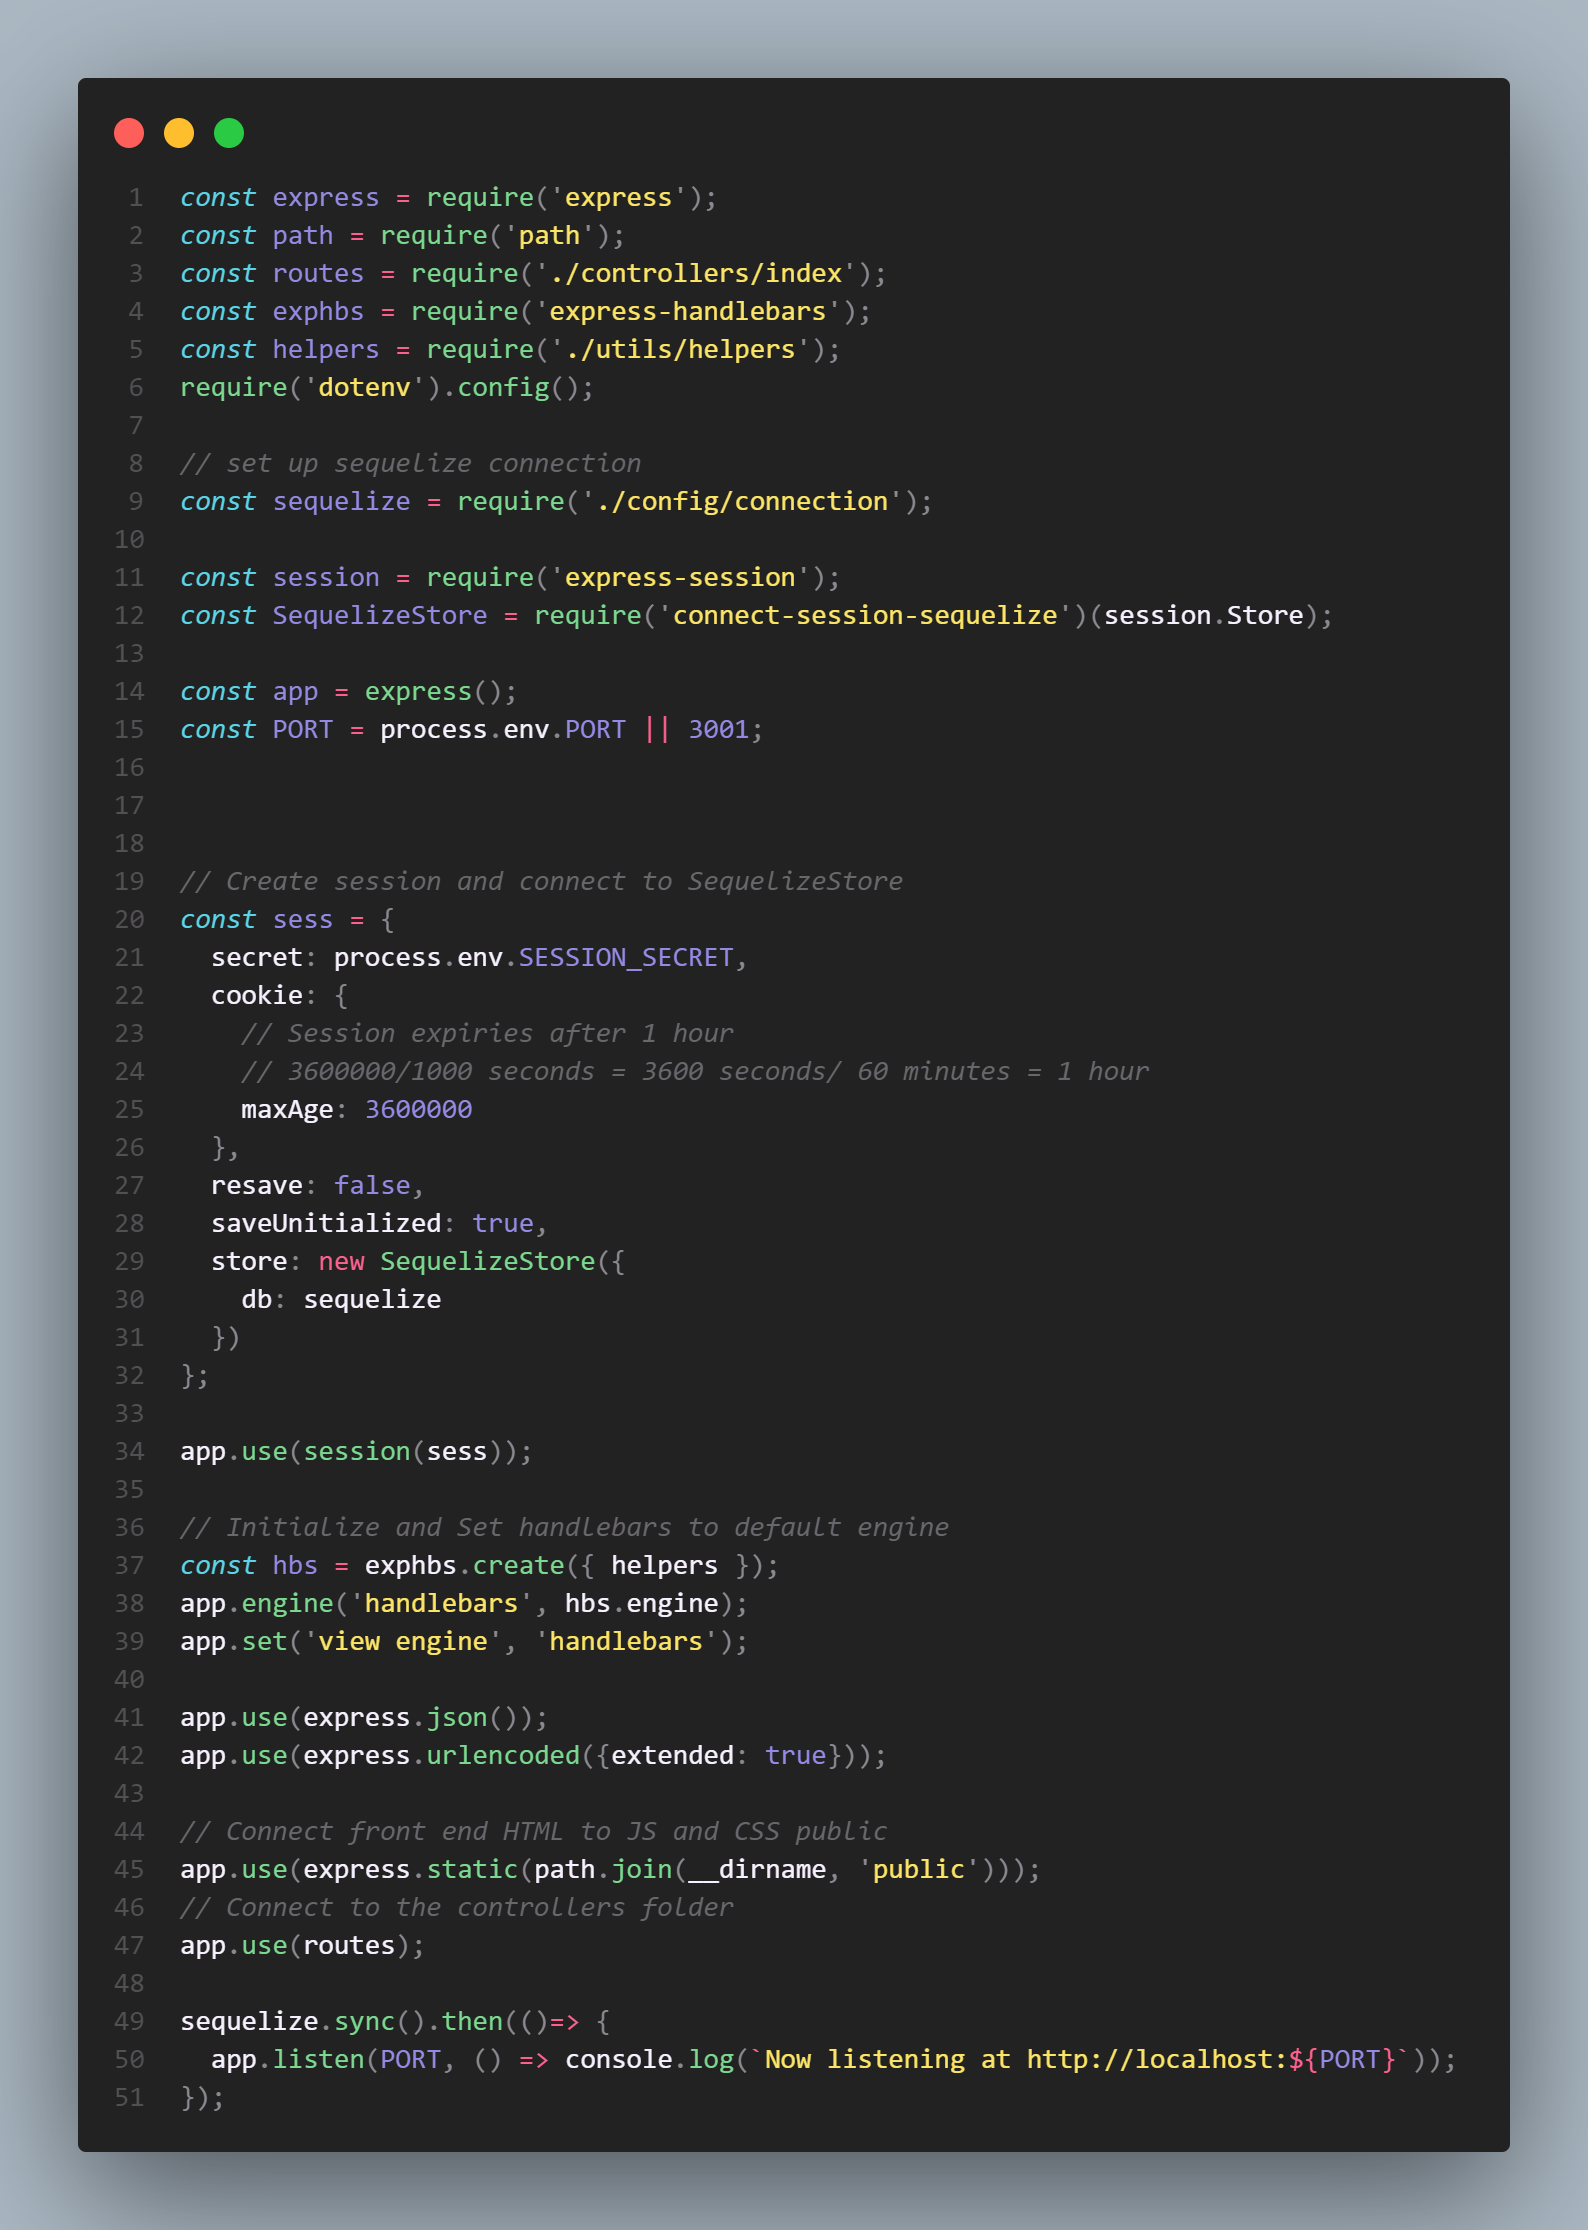 1 const express = require('express');
2 const path = require('path');
3 const routes = require('./controllers/index');
4 const exphbs = require('express-handlebars');
5 const helpers = require('./utils/helpers');
6 require('dotenv').config();
7
8 // set up sequelize connection
9 const sequelize = require('./config/connection');
10
11 const session = require('express-session');
12 const SequelizeStore = require('connect-session-sequelize')(session.Store);
13
14 const app = express();
15 const PORT = process.env.PORT || 3001;
16
17
18
19 // Create session and connect to SequelizeStore
20 const sess = {
21   secret: process.env.SESSION_SECRET,
22   cookie: {
23     // Session expiries after 1 hour
24     // 3600000/1000 seconds = 3600 seconds/ 60 minutes = 1 hour
25     maxAge: 3600000
26   },
27   resave: false,
28   saveUnitialized: true,
29   store: new SequelizeStore({
30     db: sequelize
31   })
32 };
33
34 app.use(session(sess));
35
36 // Initialize and Set handlebars to default engine
37 const hbs = exphbs.create({ helpers });
38 app.engine('handlebars', hbs.engine);
39 app.set('view engine', 'handlebars');
40
41 app.use(express.json());
42 app.use(express.urlencoded({extended: true}));
43
44 // Connect front end HTML to JS and CSS public
45 app.use(express.static(path.join(__dirname, 'public')));
46 // Connect to the controllers folder
47 app.use(routes);
48
49 sequelize.sync().then(()=> {
50   app.listen(PORT, () => console.log(`Now listening at http://localhost:${PORT}`));
51 });